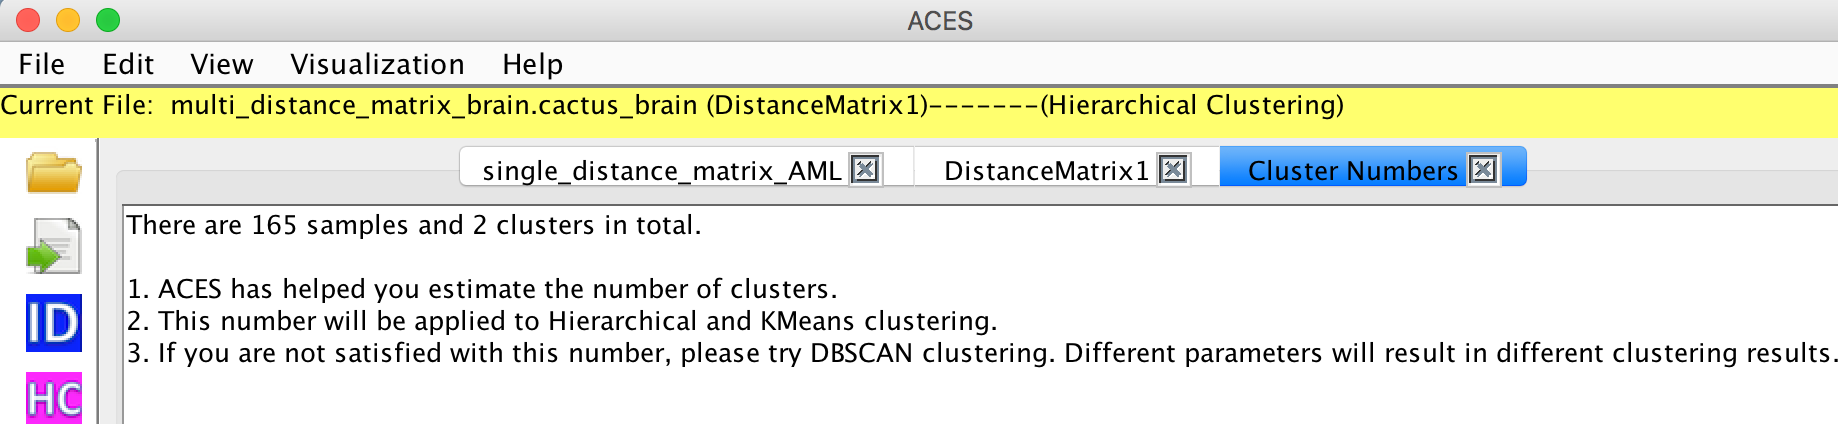 ACES
File Edit View Visualization Help
Current File: multi_distance_matrix_brain.cactus_brain (DistanceMatrix1)-------(Hierarchical Clustering)
single_distance_matrix_AML DistanceMatrix1 Cluster Numbers
There are 165 samples and 2 clusters in total.
1. ACES has helped you estimate the number of clusters.
2. This number will be applied to Hierarchical and KMeans clustering.
3. If you are not satisfied with this number, please try DBSCAN clustering. Different parameters will result in different clustering results.
ID
HC